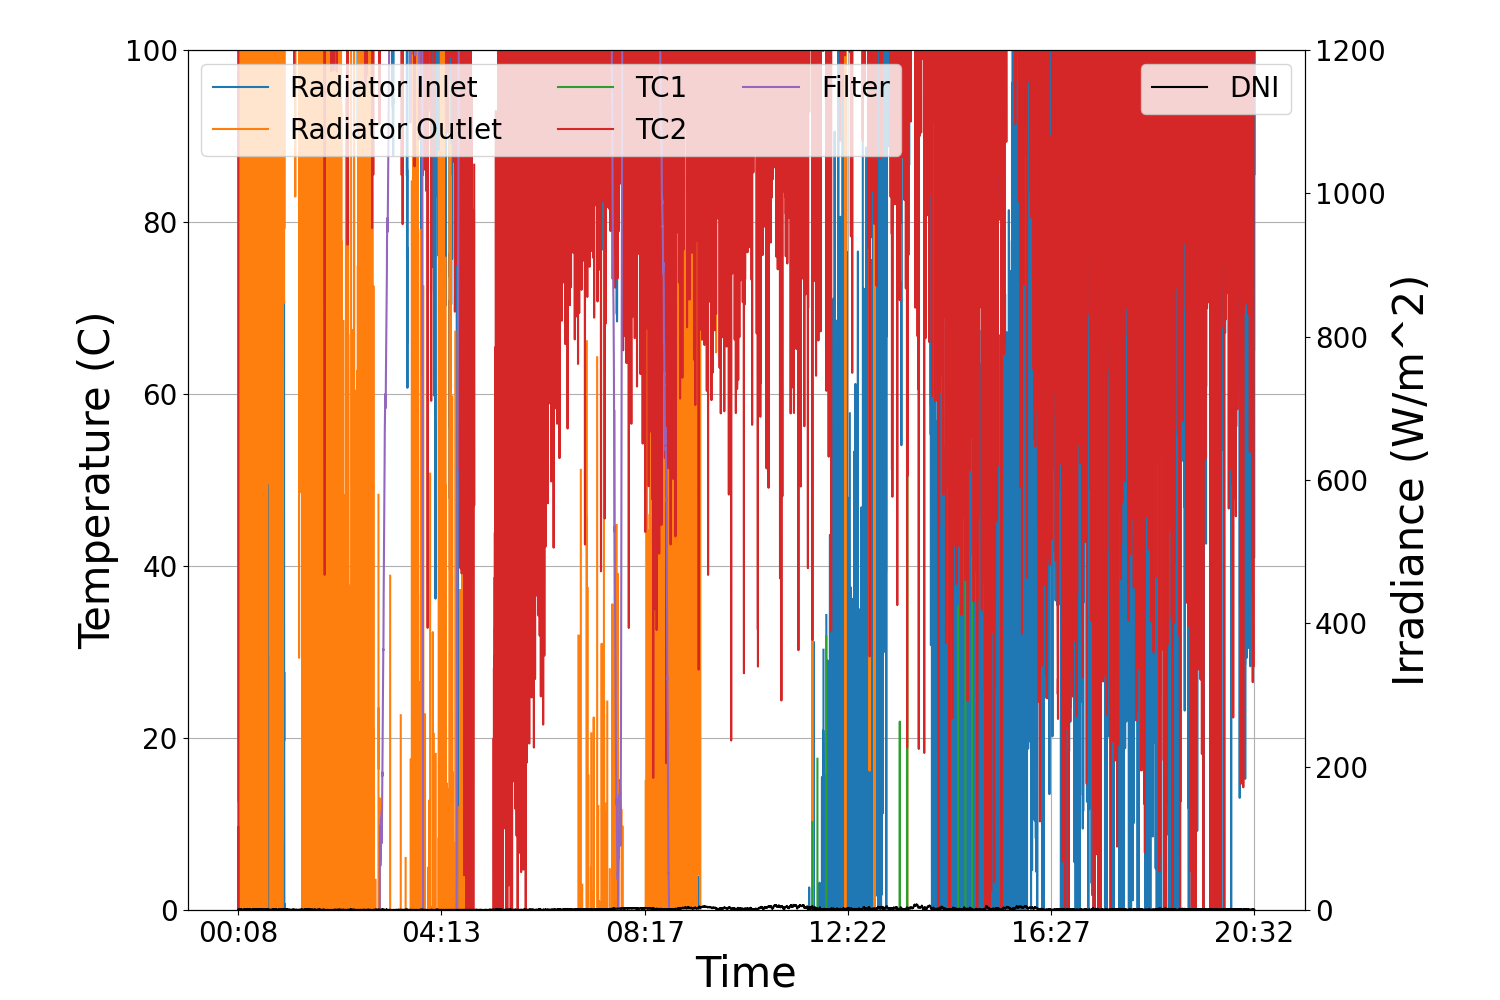 100
80
60
40
20
0
Temperature (C)
Radiator Inlet
Radiator Outlet
TC1
TC2
Filter
DNI
1200
1000
800
600
400
200
0
Irradiance (W/m^2)
00:08 04:13 08:17 12:22 16:27 20:32
Time